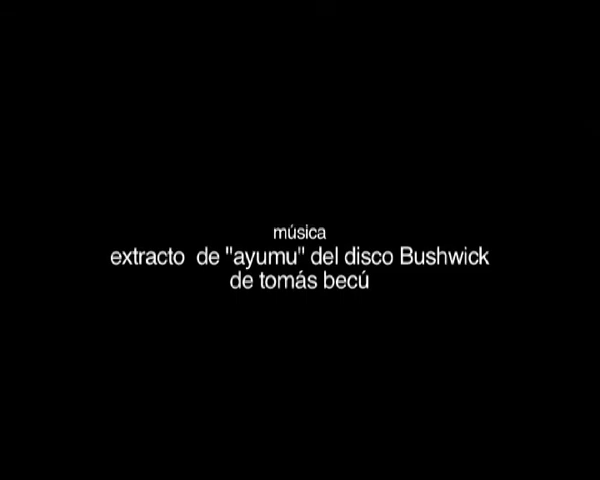 música
extracto  de "ayumu" del disco Bushwick
de tomás becú